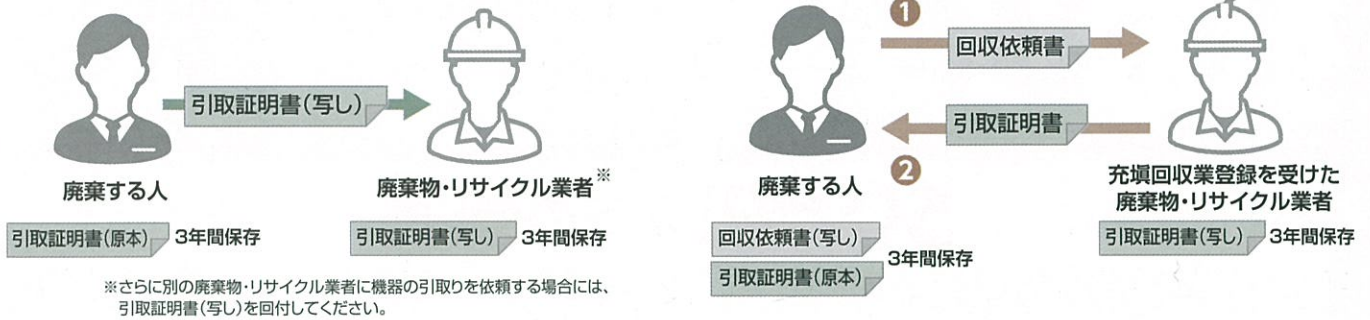 引取証明書(写し)
廃棄する人
廃棄物・リサイクル業者※
引取証明書(原本)
3年間保存
引取証明書(写し)
3年間保存
※さらに別の廃棄物・リサイクル業者に機器の引取りを依頼する場合には、
引取証明書(写し)を回付してください。
❶
回収依頼書
引取証明書
❷
廃棄する人
充塡回収業登録を受けた
廃棄物・リサイクル業者
回収依頼書(写し)
引取証明書(原本)
3年間保存
引取証明書(写し)
3年間保存